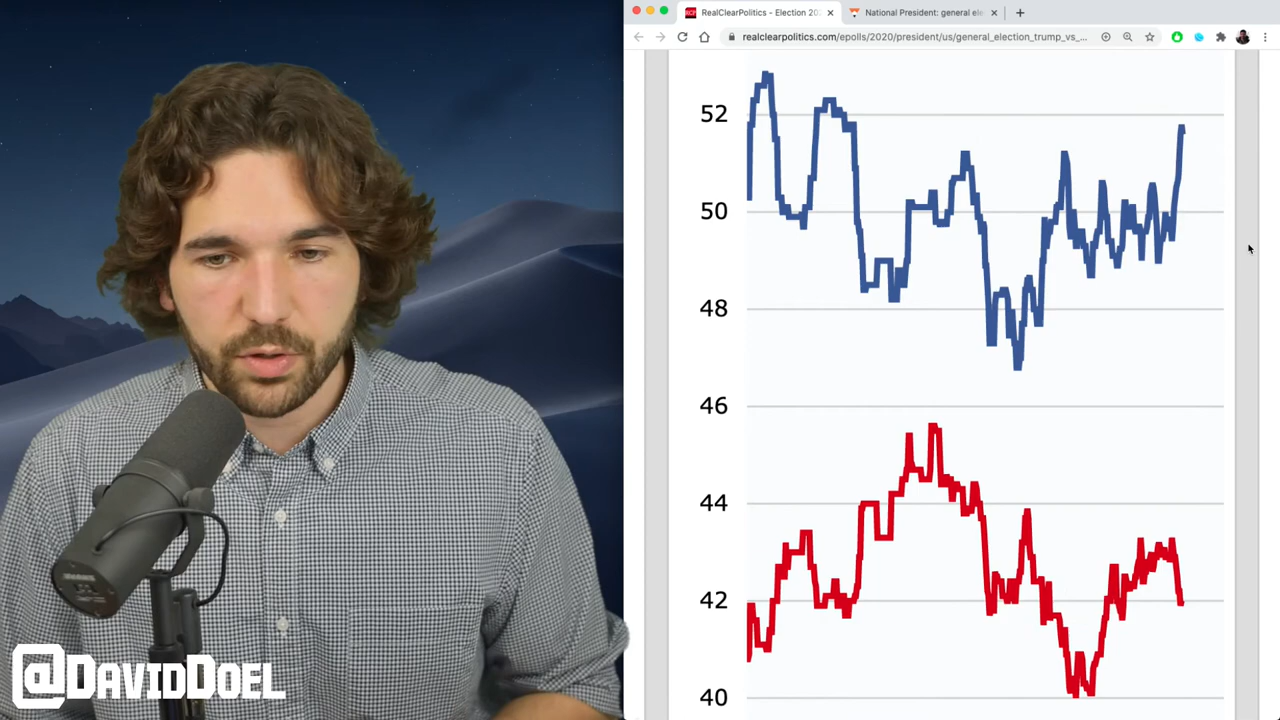 RealClearPolitics - Election 20
National President: general ele
realclearpolitics.com/epolls/2020/president/us/general_election_trump_vs_...
52
50
48
46
44
42
40
@DavidDoel